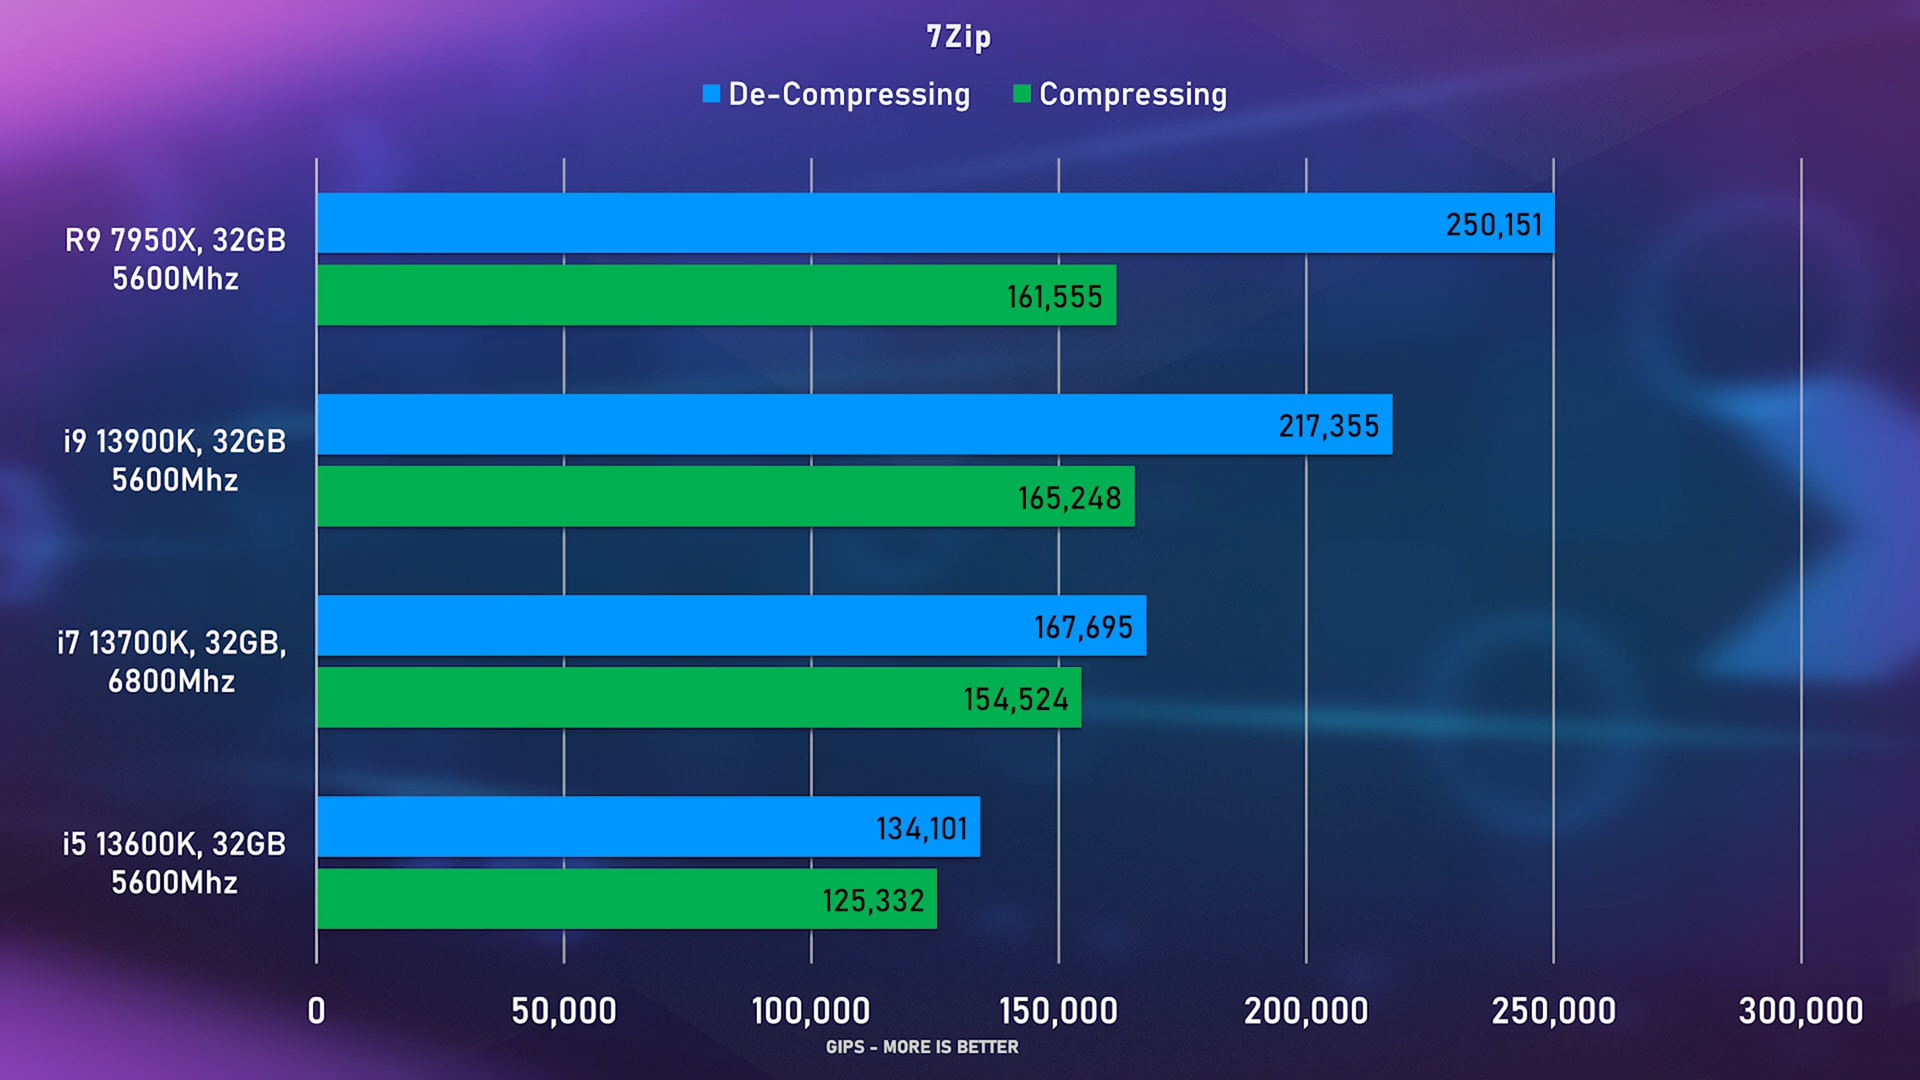 7Zip
De-Compressing Compressing
R9 7950X, 32GB
5600Mhz
250,151
161,555
i9 13900K, 32GB
5600Mhz
217,355
165,248
i7 13700K, 32GB,
6800Mhz
167,695
154,524
i5 13600K, 32GB
5600Mhz
134,101
125,332
0 50,000 100,000 150,000 200,000 250,000 300,000
GIPS - MORE IS BETTER